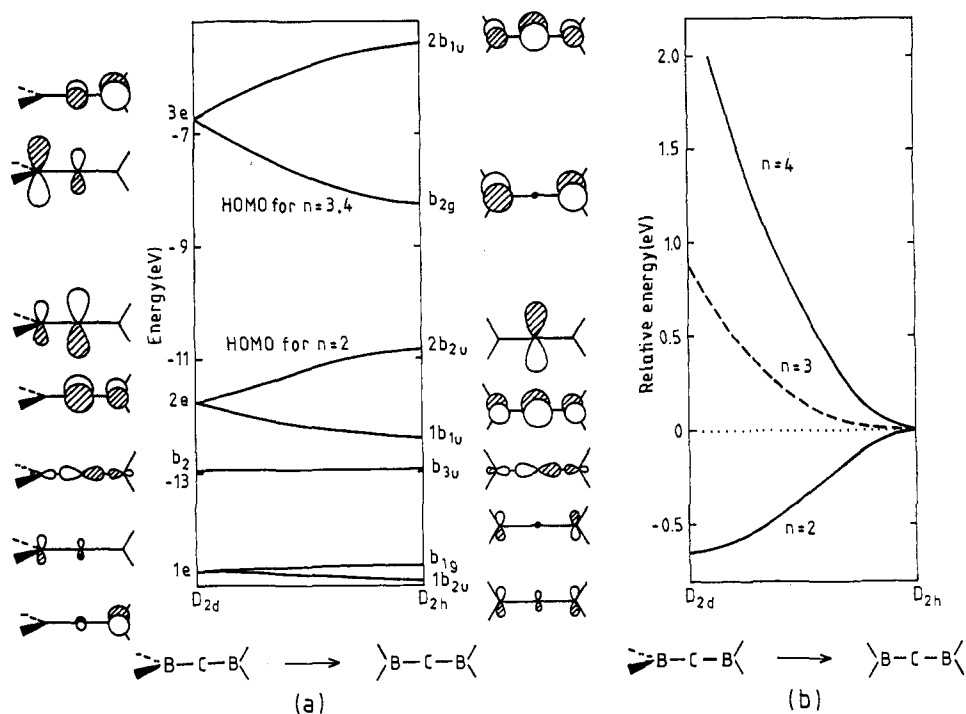 2b1u
3e
-7
b2g
HOMO for n=3,4
-9
Energy(eV)
-11
HOMO for n=2
2b2u
2e
1b1u
b2
b3u
-13
b1g
1e
1b2u
D2d
D2h
B-C-B → B-C-B
(a)
2.0
1.5
n=4
1.0
Relative energy(eV)
0.5
n=3
0
-0.5
n=2
D2d
D2h
B-C-B → B-C-B
(b)